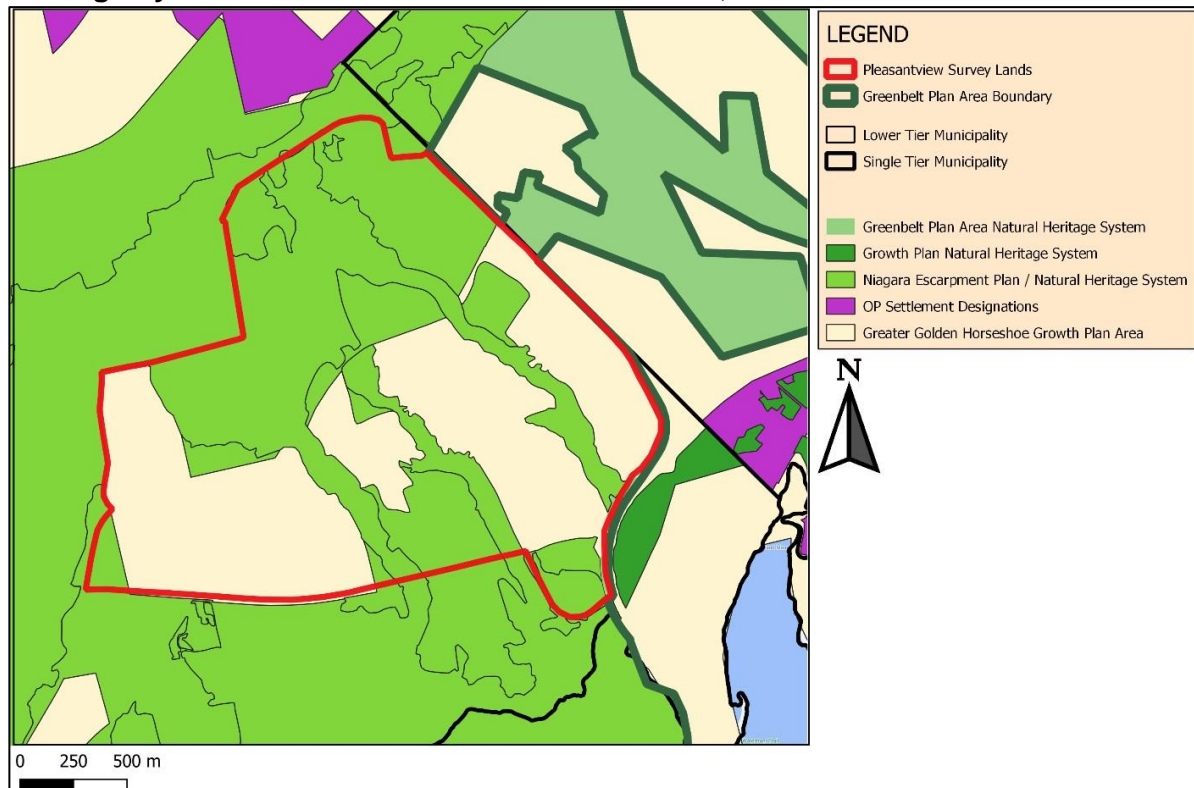 LEGEND
Pleasantview Survey Lands
Greenbelt Plan Area Boundary
Lower Tier Municipality
Single Tier Municipality
Greenbelt Plan Area Natural Heritage System
Growth Plan Natural Heritage System
Niagara Escarpment Plan / Natural Heritage System
OP Settlement Designations
Greater Golden Horseshoe Growth Plan Area
N
0 250 500 m